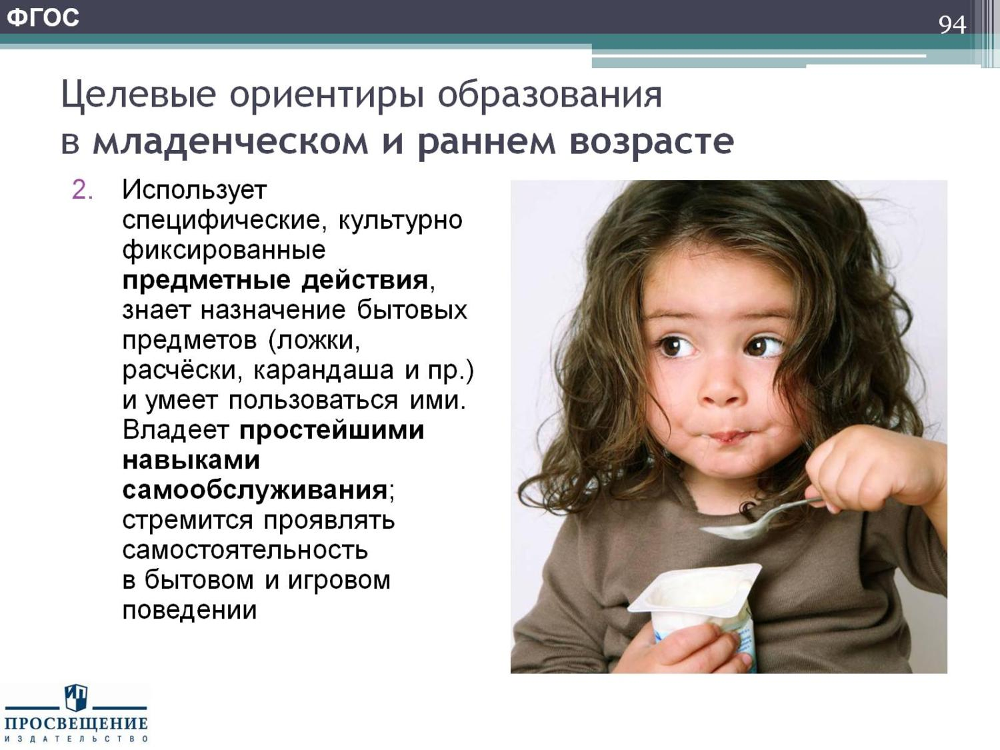 ФГОС
94
Целевые ориентиры образования
в младенческом и раннем возрасте
2. Использует
специфические, культурно
фиксированные
предметные действия,
знает назначение бытовых
предметов (ложки,
расчёски, карандаша и пр.)
и умеет пользоваться ими.
Владеет простейшими
навыками
самообслуживания;
стремится проявлять
самостоятельность
в бытовом и игровом
поведении
ИП
ПРОСВЕЩЕНИЕ
ИЗДАТЕЛЬСТВО